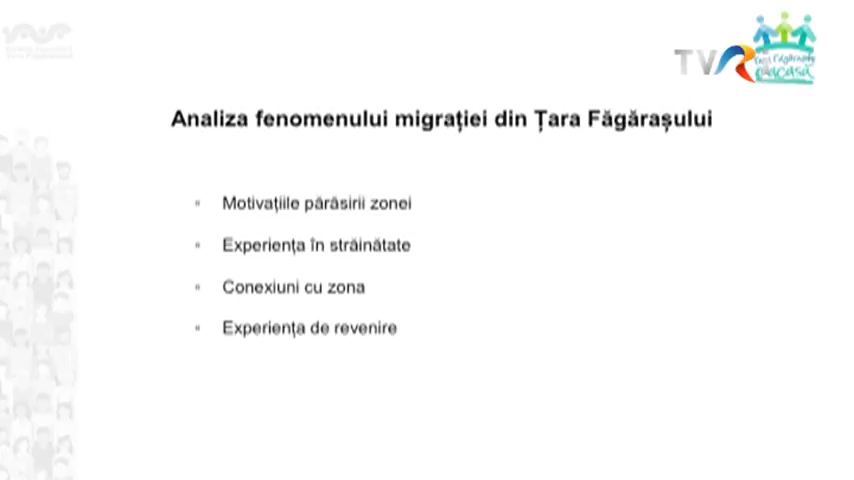 TVR
acasă
Analiza fenomenului migrației din Țara Făgărașului
Motivațiile părăsirii zonei
Experiența în străinătate
Conexiuni cu zona
Experiența de revenire